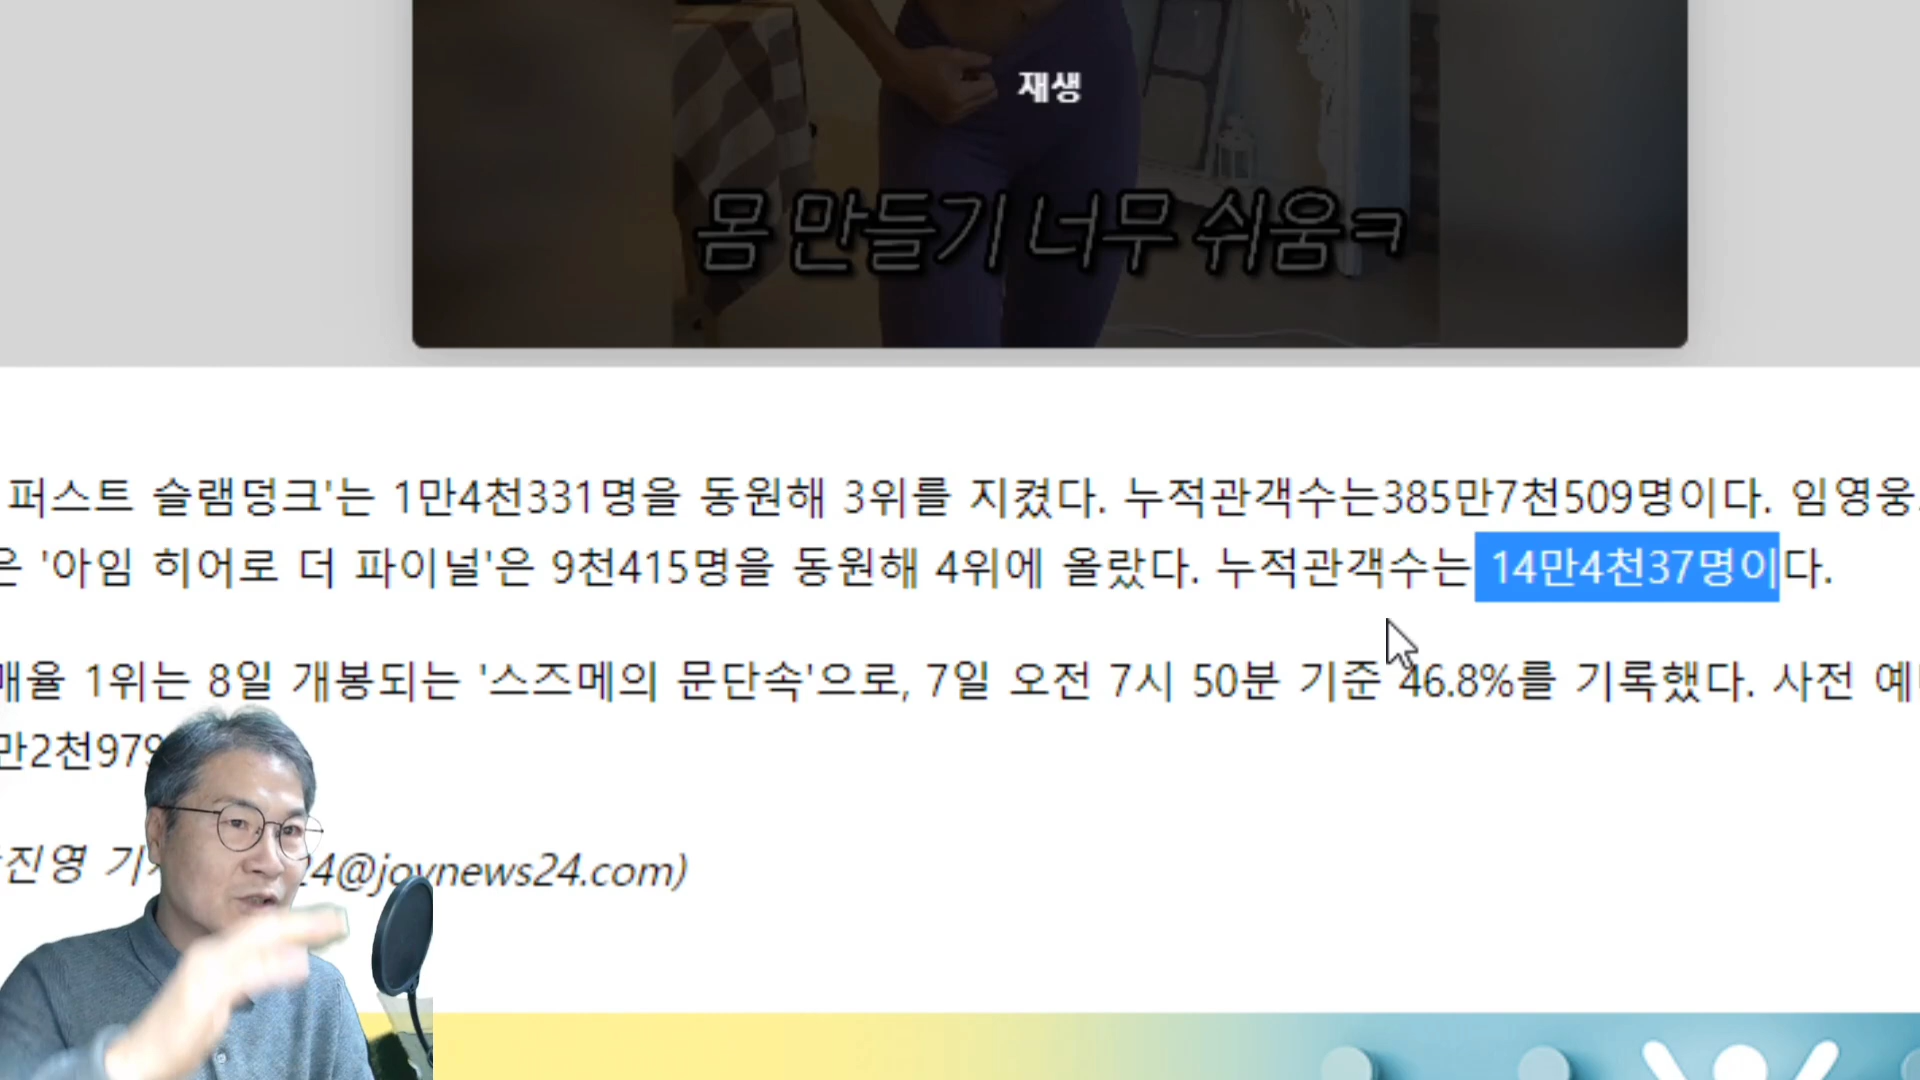 재생
몸 만들기 너무 쉬움ㅋ
퍼스트 슬램덩크'는 1만4천331명을 동원해 3위를 지켰다. 누적관객수는385만7천509명이다. 임영웅
은 '아임 히어로 더 파이널'은 9천415명을 동원해 4위에 올랐다. 누적관객수는 14만4천37명이다.
매율 1위는 8일 개봉되는 '스즈메의 문단속'으로, 7일 오전 7시 50분 기준 46.8%를 기록했다. 사전 예
만2천979
진영 기 24@joynews24.com)